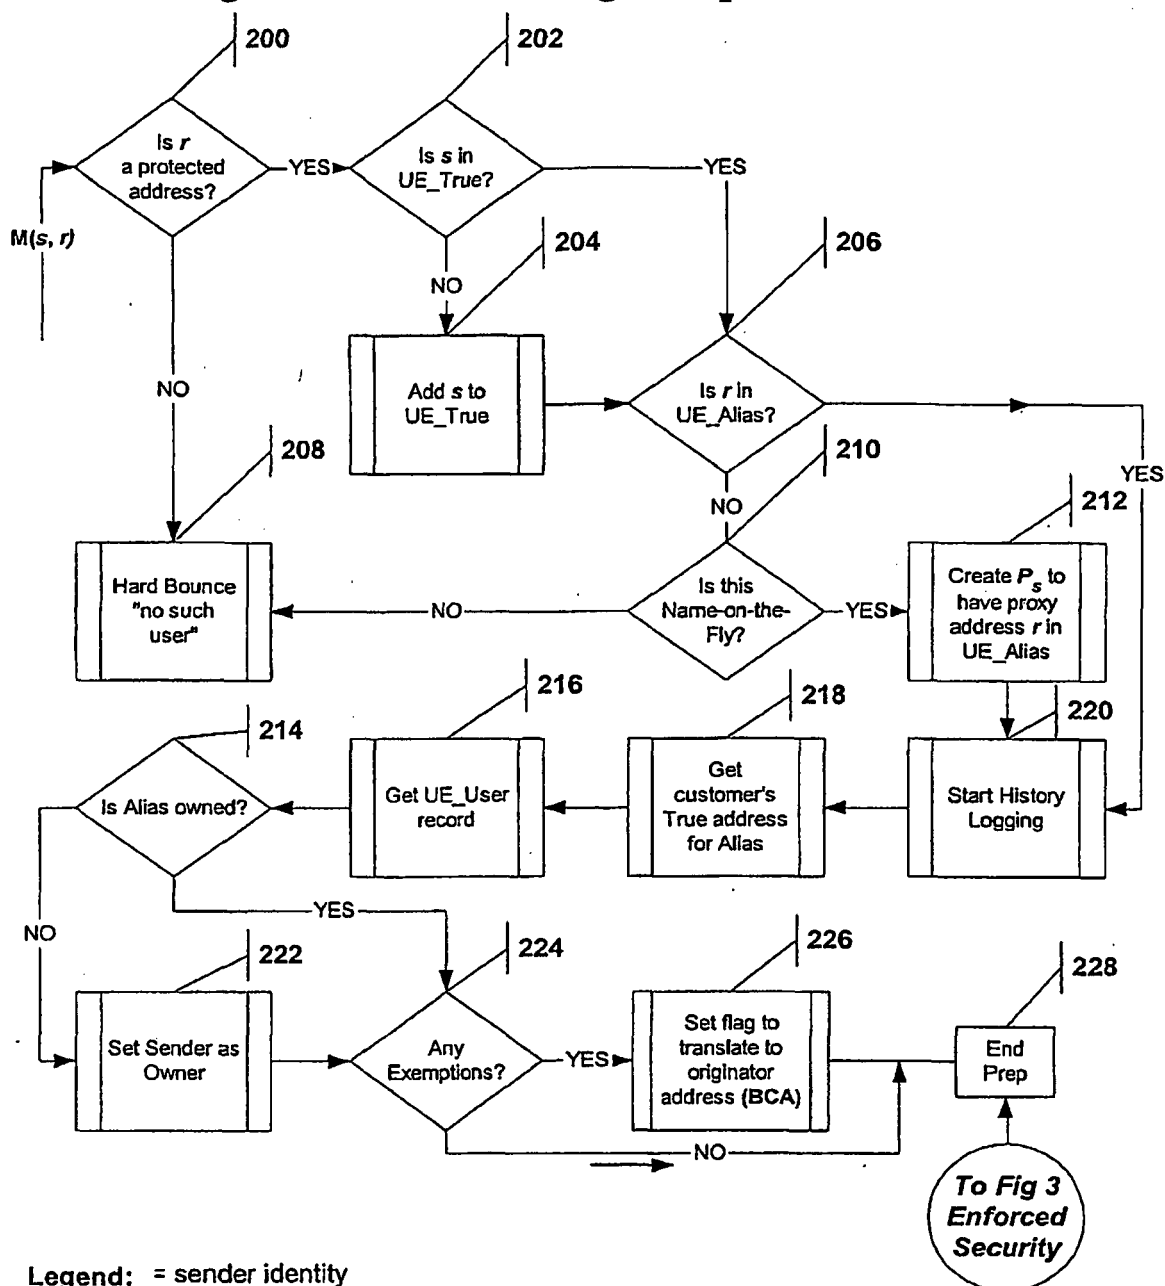 200
202
Is r
a protected
address?
YES
Is s in
UE_True?
YES
M(s, r)
204
206
NO
NO
Add s to
UE_True
Is r in
UE_Alias?
208
210
YES
NO
212
Hard Bounce
"no such
user"
NO
Is this
Name-on-the-
Fly?
YES
Create Ps to
have proxy
address r in
UE_Alias
214
216
218
220
Is Alias owned?
Get UE_User
record
Get
customer's
True address
for Alias
Start History
Logging
YES
NO
222
224
226
228
Set Sender as
Owner
Any
Exemptions?
YES
Set flag to
translate to
originator
address (BCA)
End
Prep
NO
To Fig 3
Enforced
Security
Legend: = sender identity